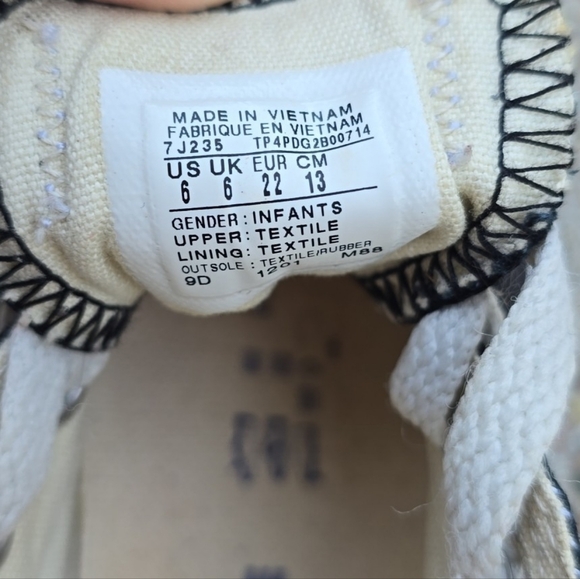 MADE IN VIETNAM
FABRIQUE EN VIETNAM
7J235 TP4PDG2B00714
US UK EUR CM
6 6 22 13
GENDER: INFANTS
UPPER: TEXTILE
LINING: TEXTILE
OUTSOLE: TEXTILE/RUBBER
9D 1201 M88